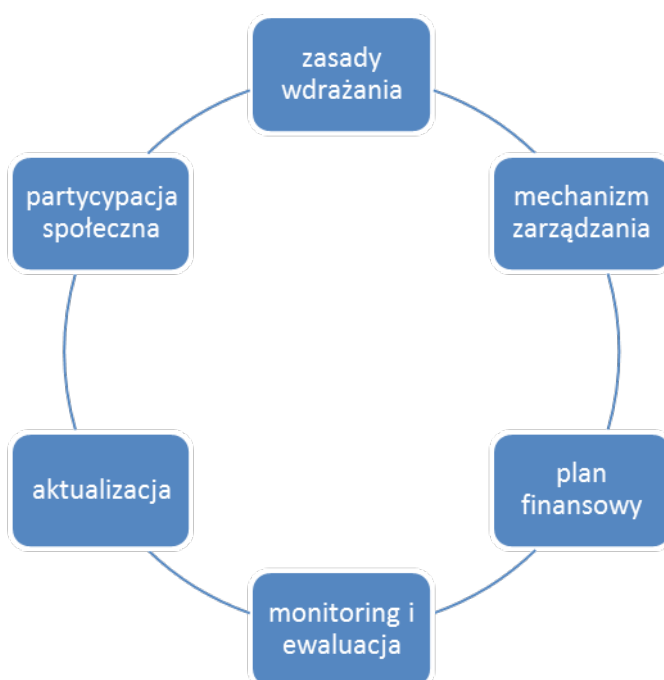 zasady
wdrażania
mechanizm
zarządzania
plan
finansowy
monitoring i
ewaluacja
aktualizacja
partycypacja
społeczna